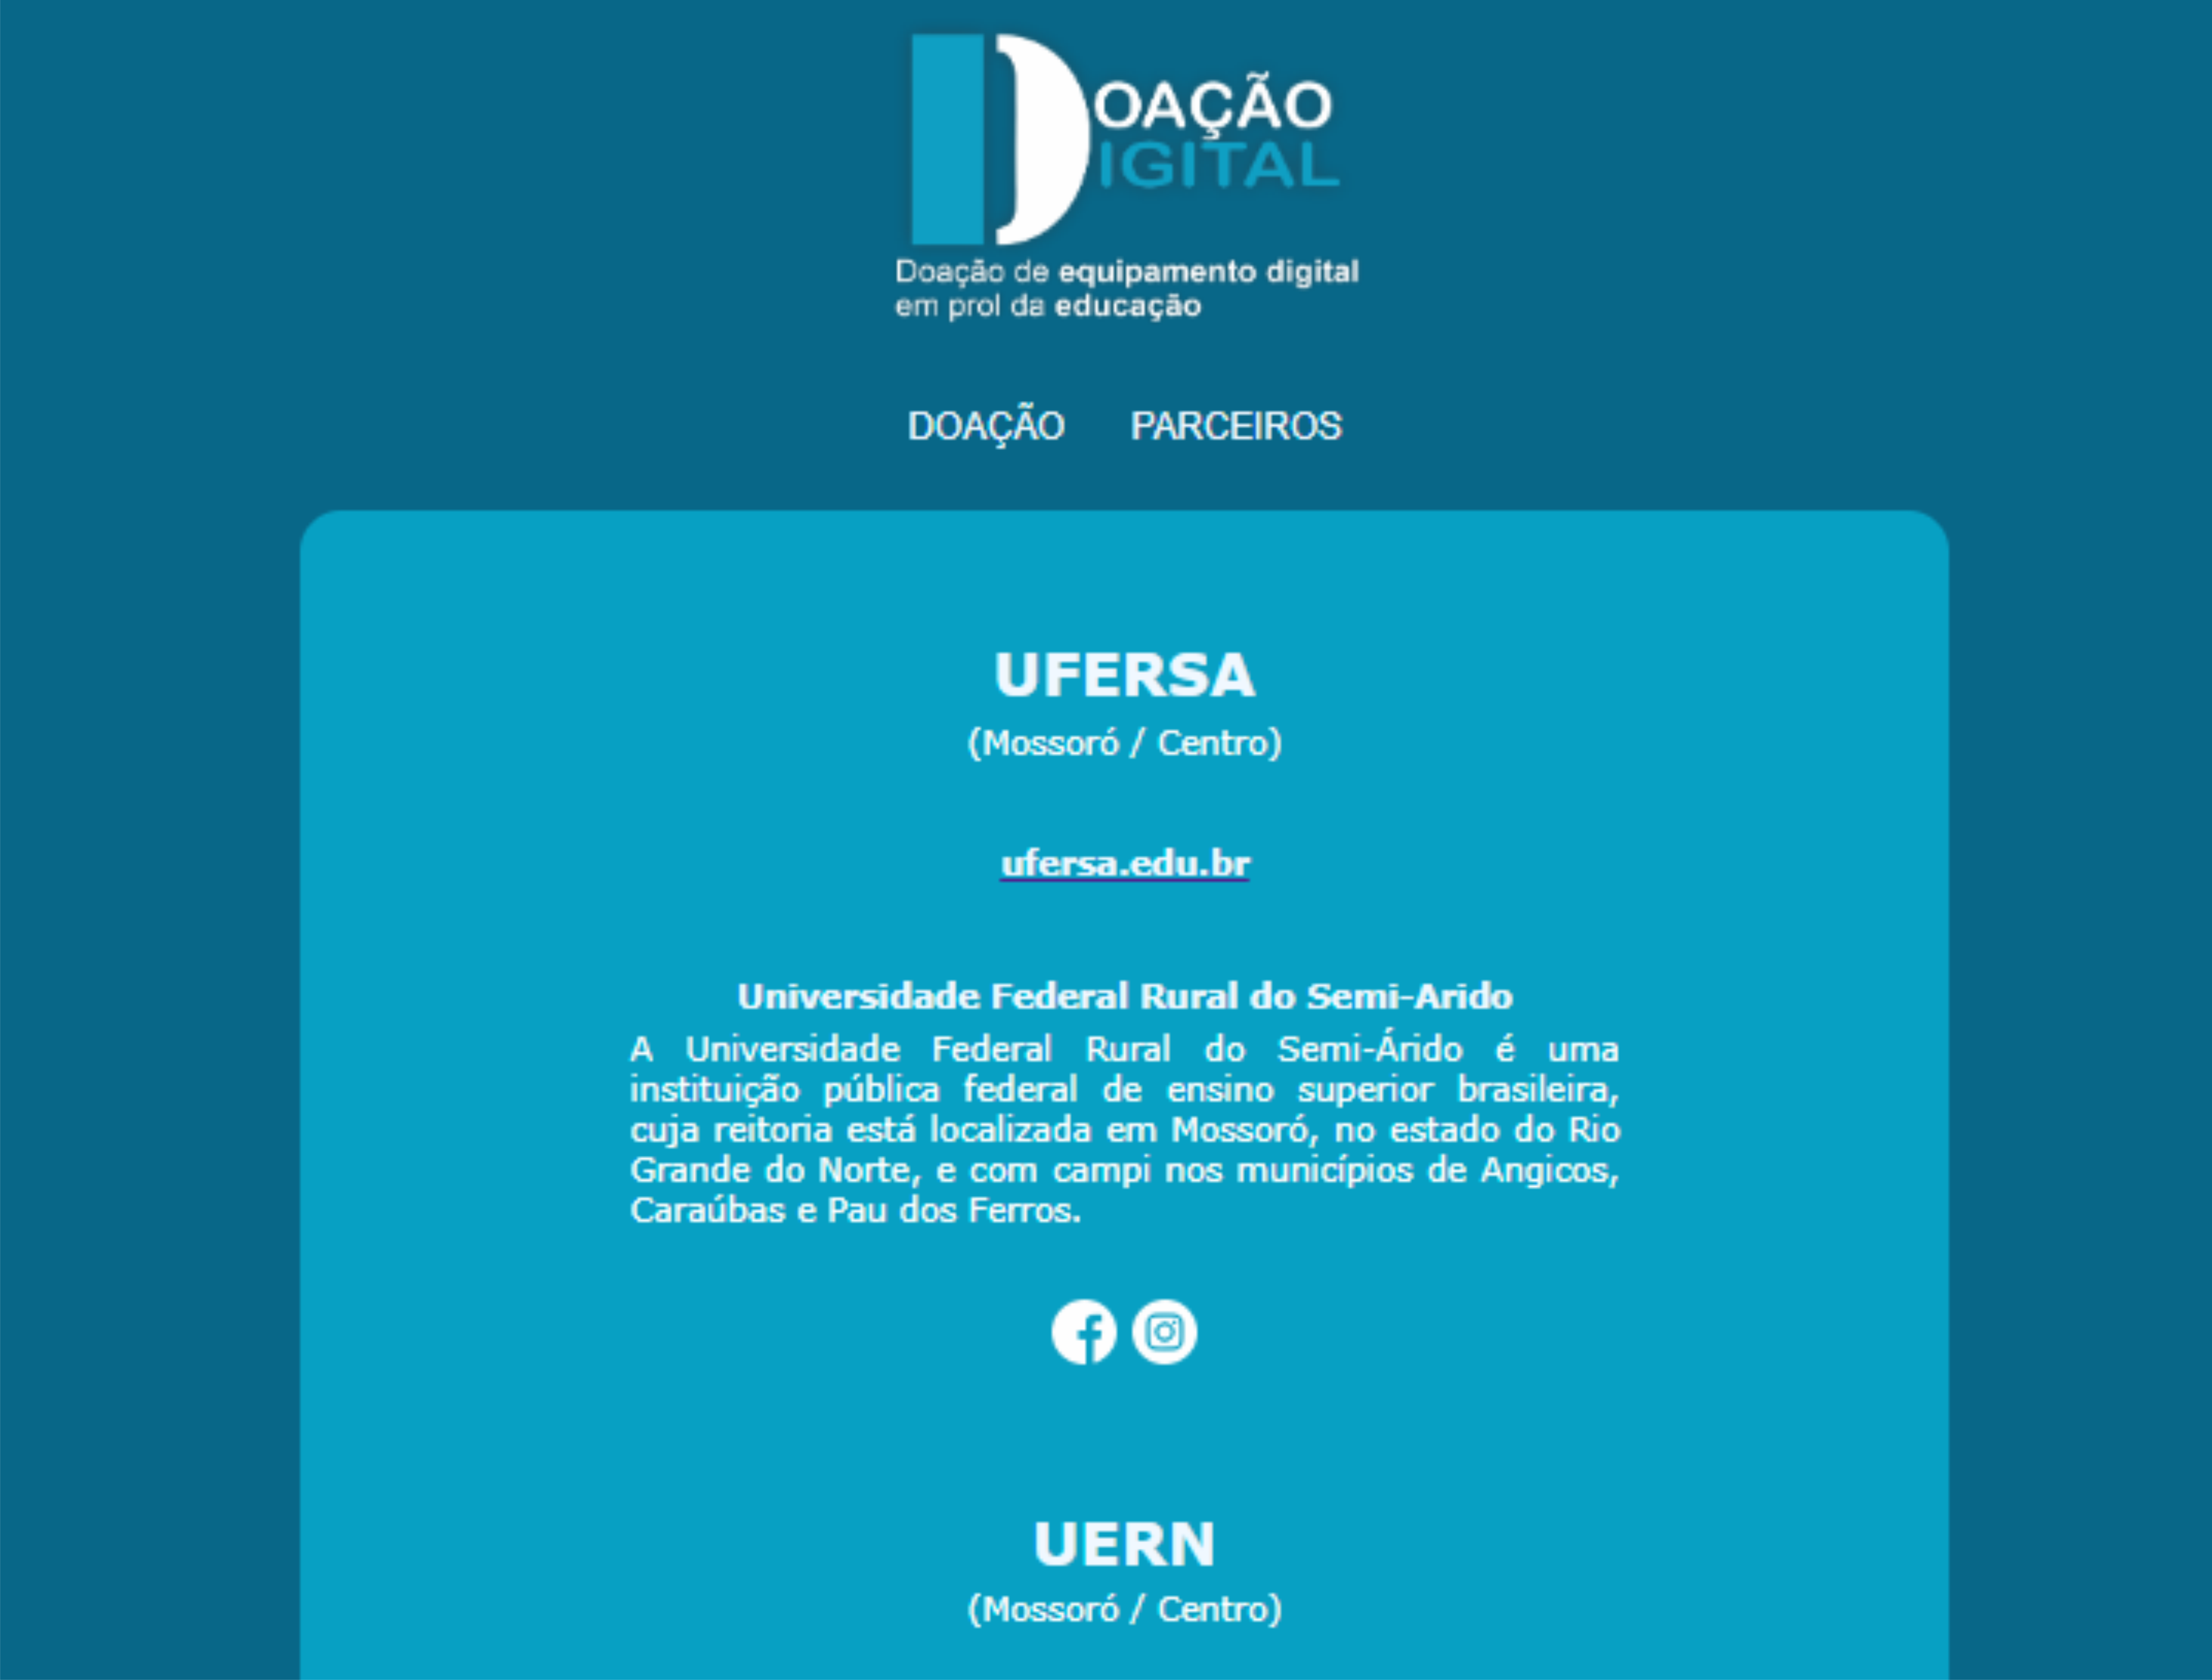 DOAÇÃO
DIGITAL
Doação de equipamento digital
em prol da educação
DOAÇÃO PARCEIROS
UFERSA
(Mossoró / Centro)
ufersa.edu.br
Universidade Federal Rural do Semi-Arido
A Universidade Federal Rural do Semi-Árido é uma
instituição pública federal de ensino superior brasileira,
cuja reitoria está localizada em Mossoró, no estado do Rio
Grande do Norte, e com campi nos municípios de Angicos,
Caraúbas e Pau dos Ferros.
UERN
(Mossoró / Centro)